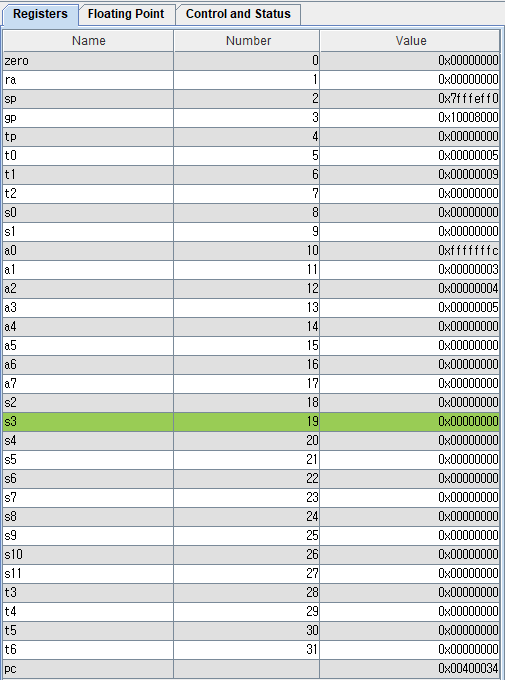 Registers Floating Point Control and Status
Name Number Value
zero 0 0x00000000
ra 1 0x00000000
sp 2 0x7fffeff0
gp 3 0x10008000
tp 4 0x00000000
t0 5 0x00000005
t1 6 0x00000009
t2 7 0x00000000
s0 8 0x00000000
s1 9 0x00000000
a0 10 0xfffffffc
a1 11 0x00000003
a2 12 0x00000004
a3 13 0x00000005
a4 14 0x00000000
a5 15 0x00000000
a6 16 0x00000000
a7 17 0x00000000
s2 18 0x00000000
s3 19 0x00000000
s4 20 0x00000000
s5 21 0x00000000
s6 22 0x00000000
s7 23 0x00000000
s8 24 0x00000000
s9 25 0x00000000
s10 26 0x00000000
s11 27 0x00000000
t3 28 0x00000000
t4 29 0x00000000
t5 30 0x00000000
t6 31 0x00000000
pc 0x00400034